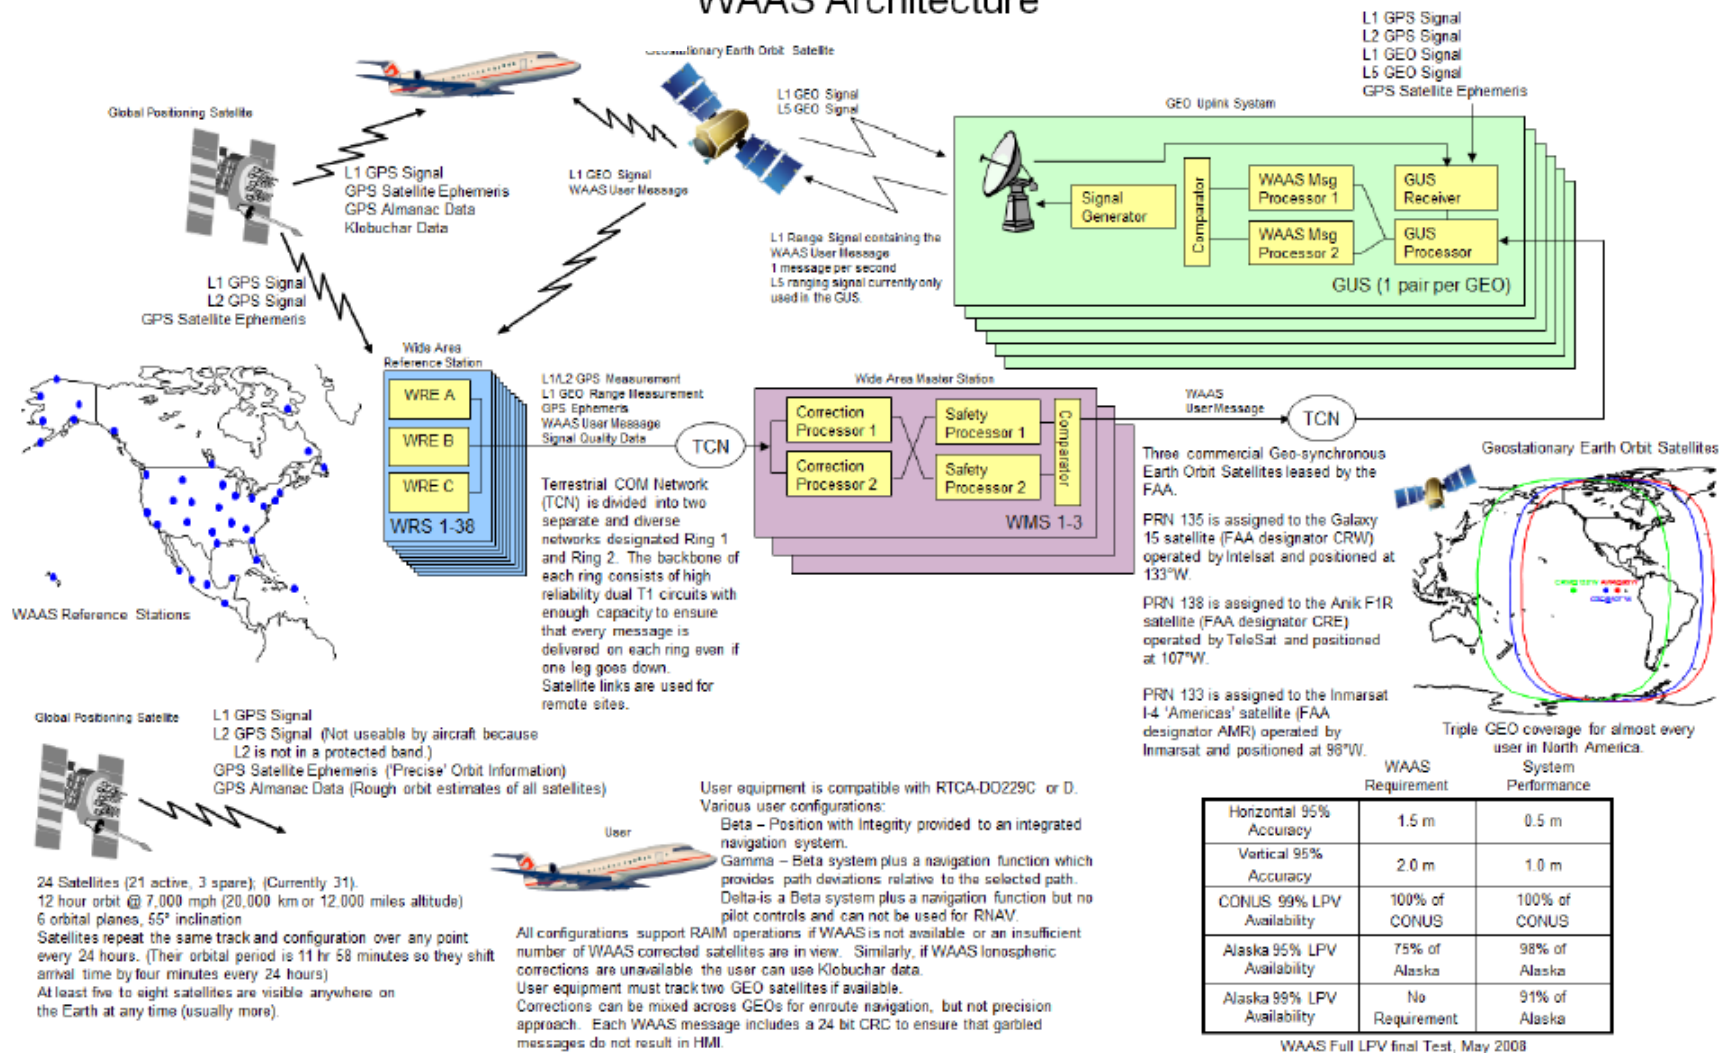 WAAS Architecture
L1 GPS Signal
L2 GPS Signal
L1 GEO Signal
L5 GEO Signal
GPS Satellite Ephemeris
Geostationary Earth Orbit Satellite
Global Positioning Satellite
L1 GEO Signal
L5 GEO Signal
GEO Uplink System
L1 GPS Signal
GPS Satellite Ephemeris
GPS Almanac Data
Klobuchar Data
L1 GEO Signal
WAAS User Message
Signal
Generator
Comparator
WAAS Msg
Processor 1
WAAS Msg
Processor 2
GUS
Receiver
GUS
Processor
GUS (1 pair per GEO)
L1 Range Signal containing the
WAAS User Message
1 message per second
L5 ranging signal currently only
used in the GUS.
L1 GPS Signal
L2 GPS Signal
GPS Satellite Ephemeris
Wide Area
Reference Station
WRE A
WRE B
WRE C
WRS 1-38
L1/L2 GPS Measurement
L1 GEO Range Measurement
GPS Ephemeris
WAAS User Message
Signal Quality Data
TCN
Wide Area Master Station
Correction
Processor 1
Correction
Processor 2
Safety
Processor 1
Safety
Processor 2
Comparator
WMS 1-3
WAAS
User Message
TCN
WAAS Reference Stations
Terrestrial COM Network
(TCN) is divided into two
separate and diverse
networks designated Ring 1
and Ring 2. The backbone of
each ring consists of high
reliability dual T1 circuits with
enough capacity to ensure
that every message is
delivered on each ring even if
one leg goes down.
Satellite links are used for
remote sites.
Three commercial Geo-synchronous
Earth Orbit Satellites leased by the
FAA.
PRN 135 is assigned to the Galaxy
15 satellite (FAA designator CRW)
operated by Intelsat and positioned at
133°W.
PRN 138 is assigned to the Anik F1R
satellite (FAA designator CRE)
operated by TeleSat and positioned
at 107°W.
PRN 133 is assigned to the Inmarsat
I-4 'Americas' satellite (FAA
designator AMR) operated by
Inmarsat and positioned at 98°W.
Geostationary Earth Orbit Satellites
Triple GEO coverage for almost every
user in North America.
Global Positioning Satellite
L1 GPS Signal
L2 GPS Signal (Not useable by aircraft because
L2 is not in a protected band.)
GPS Satellite Ephemeris ('Precise' Orbit Information)
GPS Almanac Data (Rough orbit estimates of all satellites)
24 Satellites (21 active, 3 spare); (Currently 31).
12 hour orbit @ 7,000 mph (20,000 km or 12,000 miles altitude)
6 orbital planes, 55° inclination
Satellites repeat the same track and configuration over any point
every 24 hours. (Their orbital period is 11 hr 58 minutes so they shift
arrival time by four minutes every 24 hours)
At least five to eight satellites are visible anywhere on
the Earth at any time (usually more).
User
User equipment is compatible with RTCA-DO229C or D.
Various user configurations:
Beta – Position with Integrity provided to an integrated
navigation system.
Gamma – Beta system plus a navigation function which
provides path deviations relative to the selected path.
Delta-is a Beta system plus a navigation function but no
pilot controls and can not be used for RNAV.
All configurations support RAIM operations if WAAS is not available or an insufficient
number of WAAS corrected satellites are in view. Similarly, if WAAS Ionospheric
corrections are unavailable the user can use Klobuchar data.
User equipment must track two GEO satellites if available.
Corrections can be mixed across GEOs for enroute navigation, but not precision
approach. Each WAAS message includes a 24 bit CRC to ensure that garbled
messages do not result in HMI.
WAAS
Requirement
System
Performance
Horizontal 95%
Accuracy
1.5 m
0.5 m
Vertical 95%
Accuracy
2.0 m
1.0 m
CONUS 99% LPV
Availability
100% of
CONUS
100% of
CONUS
Alaska 95% LPV
Availability
75% of
Alaska
98% of
Alaska
Alaska 99% LPV
Availability
No
Requirement
91% of
Alaska
WAAS Full LPV final Test, May 2008